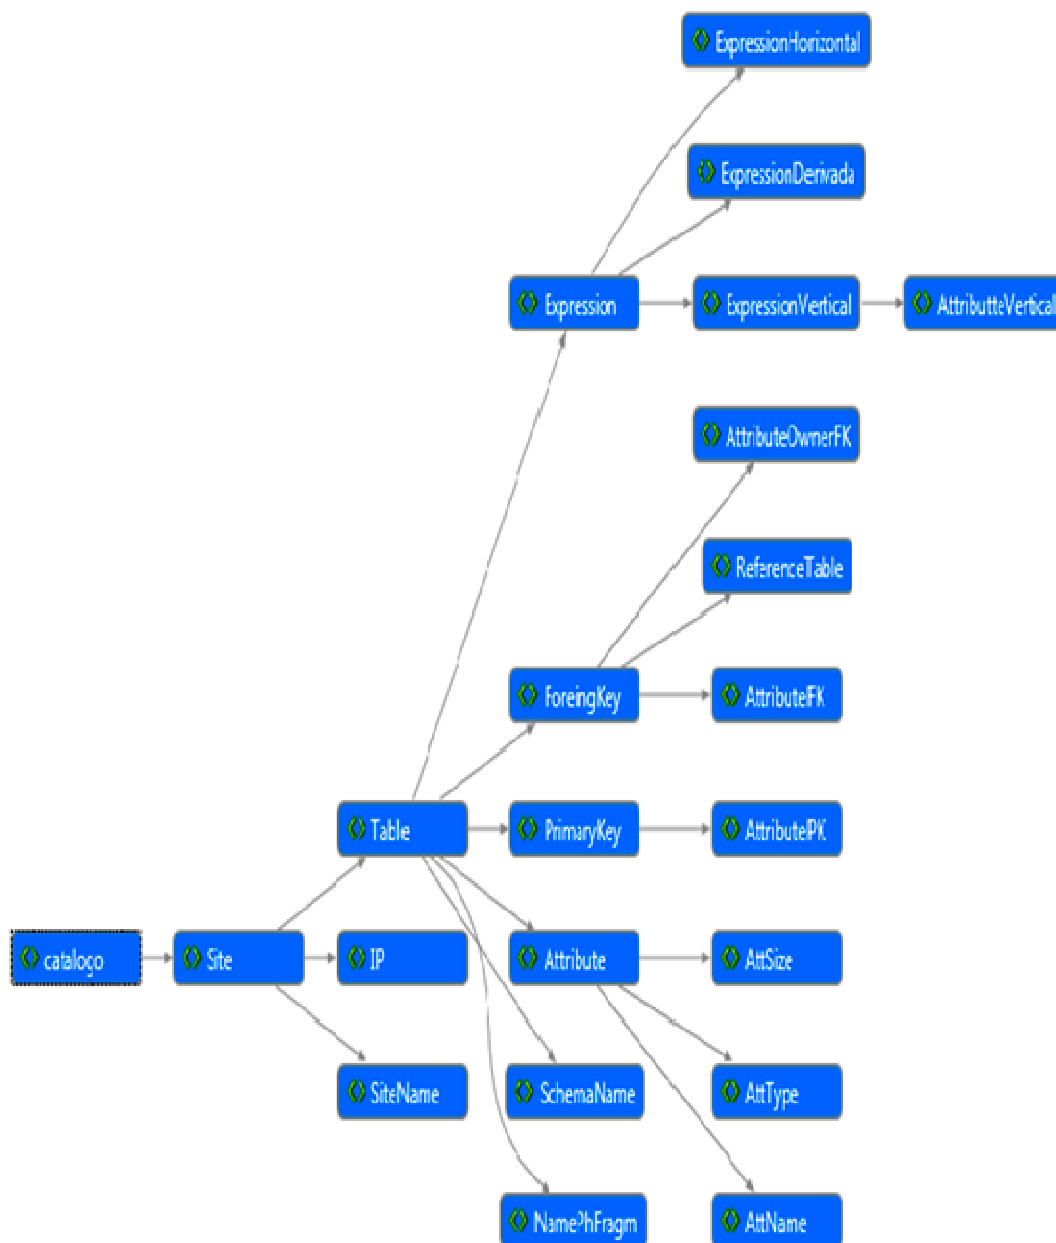 ExpressionHorizontal
ExpressionDerivada
Expression
ExpressionVertical
AttributteVertical
AttributeOwnerFK
ReferenceTable
ForeingKey
AttributeFK
Table
PrimaryKey
AttributePK
catalogo
Site
IP
Attribute
AttSize
SiteName
SchemaName
AttType
NamePhFragm
AttName